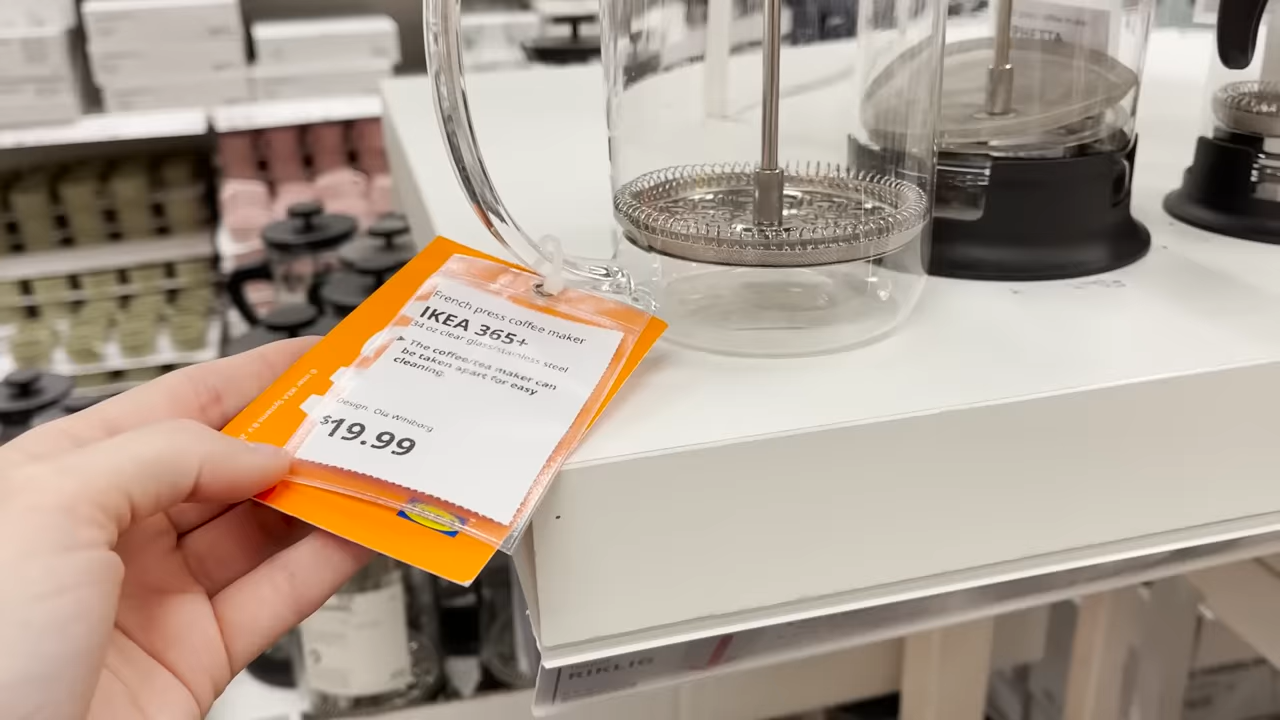 French press coffee maker
IKEA 365+
34 oz clear glass/stainless steel
The coffee/tea maker can
be taken apart for easy
cleaning.
Design. Ola Wihlborg
$19.99
RIKLIG